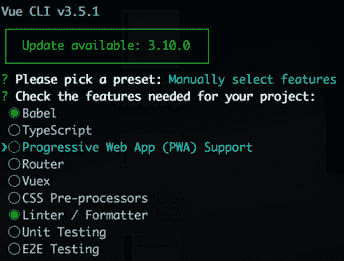 Vue CLI v3.5.1
Update available: 3.10.0
? Please pick a preset: Manually select features
? Check the features needed for your project:
◉Babel
◯TypeScript
❯◯Progressive Web App (PWA) Support
◯Router
◯Vuex
◯CSS Pre-processors
◉Linter / Formatter
◯Unit Testing
◯E2E Testing